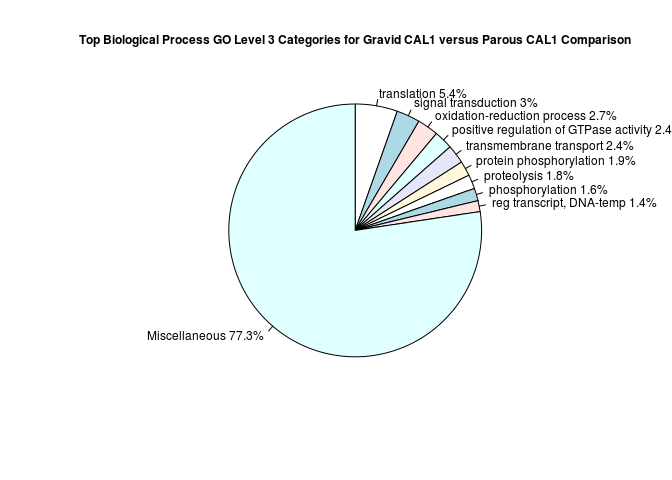 Top Biological Process GO Level 3 Categories for Gravid CAL1 versus Parous CAL1 Comparison
translation 5.4%
signal transduction 3%
oxidation-reduction process 2.7%
positive regulation of GTPase activity 2.4
transmembrane transport 2.4%
protein phosphorylation 1.9%
proteolysis 1.8%
phosphorylation 1.6%
reg transcript, DNA-temp 1.4%
Miscellaneous 77.3%